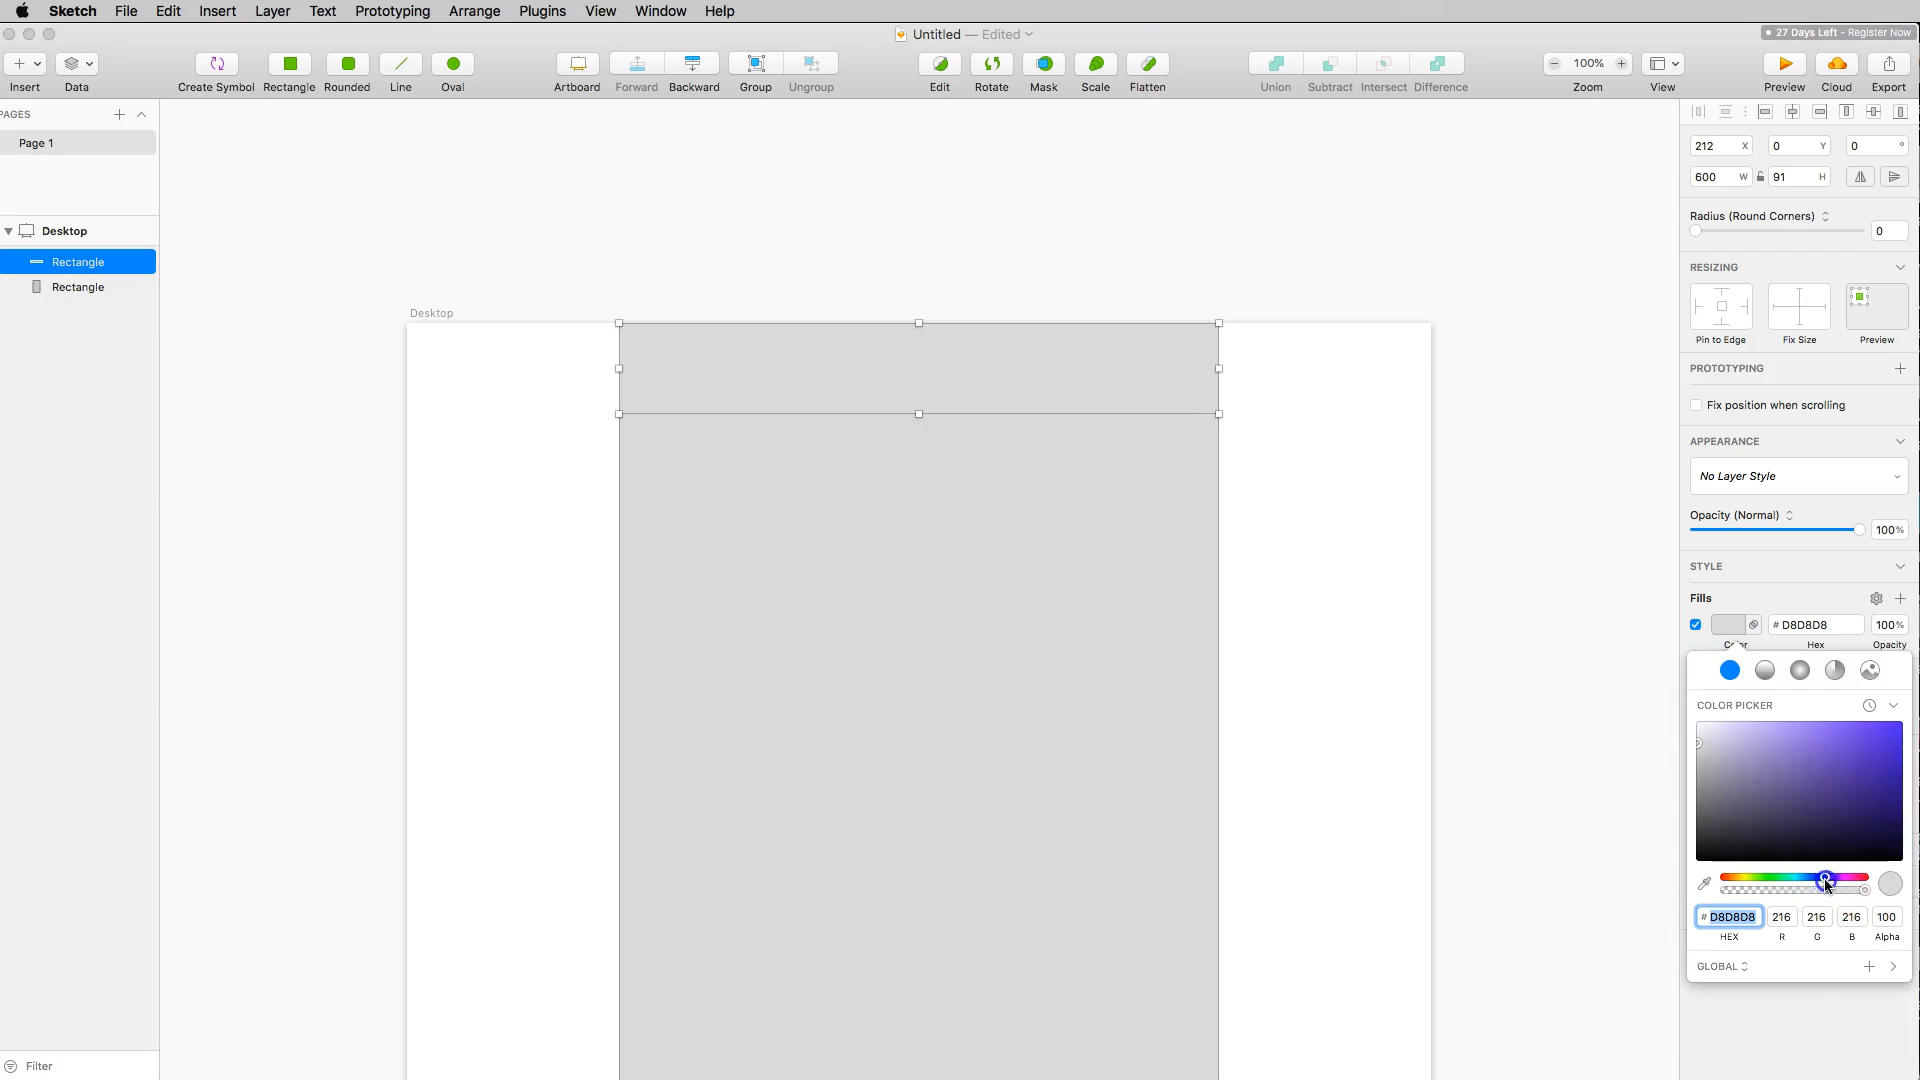 Sketch File Edit Insert Layer Text Prototyping Arrange Plugins View Window Help
Untitled — Edited
27 Days Left - Register Now
Insert Data Create Symbol Rectangle Rounded Line Oval Artboard Forward Backward Group Ungroup Edit Rotate Mask Scale Flatten Union Subtract Intersect Difference
100%
Zoom View Preview Cloud Export
PAGES
Page 1
Desktop
Rectangle
Rectangle
Filter
Desktop
212 X 0 Y 0 °
600 W 91 H
Radius (Round Corners)
0
RESIZING
Pin to Edge Fix Size Preview
PROTOTYPING
Fix position when scrolling
APPEARANCE
No Layer Style
Opacity (Normal)
100%
STYLE
Fills
# D8D8D8 100%
Hex Opacity
COLOR PICKER
# D8D8D8 216 216 216 100
HEX R G B Alpha
GLOBAL